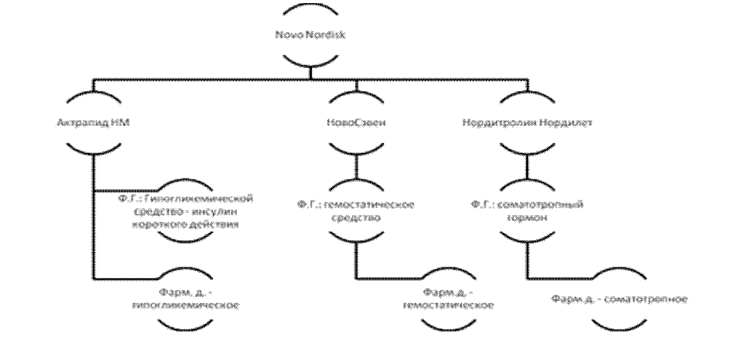 Novo Nordisk
Актрапид НМ
НовоСэвен
Нордитропин Нордилет
Ф.Г.: Гипогликемической
средство - инсулин
короткого действия
Ф.Г.: гемостатическое
средство
Ф.Г.: соматотропный
гормон
Фарм. д. -
гипогликемическое
Фарм.д. -
гемостатическое
Фарм.д. - соматотропное